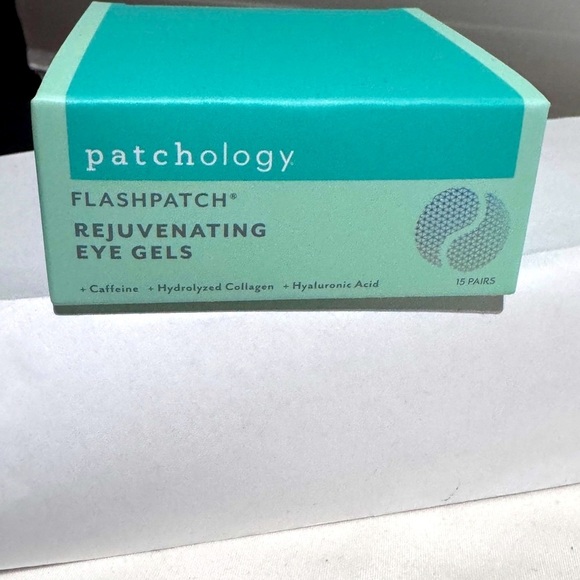 patchology
FLASHPATCH®
REJUVENATING
EYE GELS
+ Caffeine + Hydrolyzed Collagen + Hyaluronic Acid
15 PAIRS